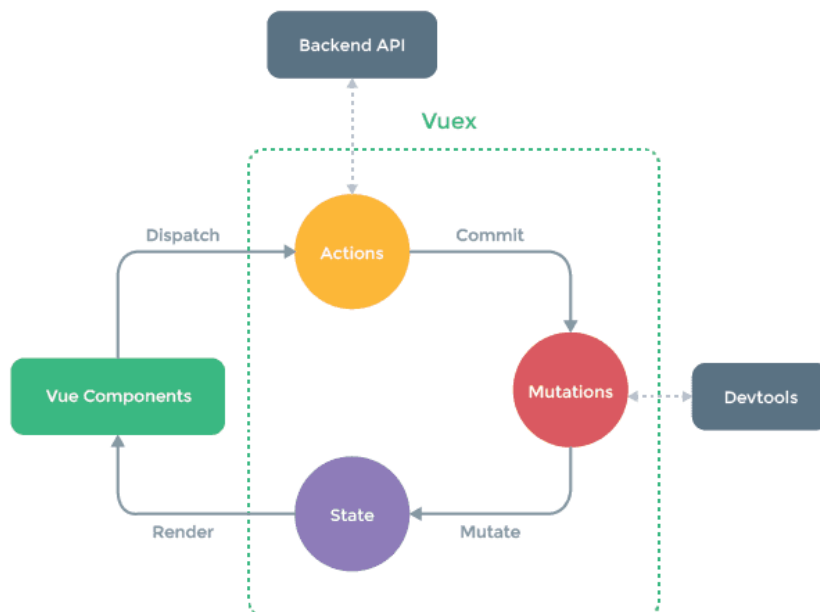 Backend API
Vuex
Dispatch
Actions
Commit
Vue Components
Mutations
Devtools
Render
State
Mutate